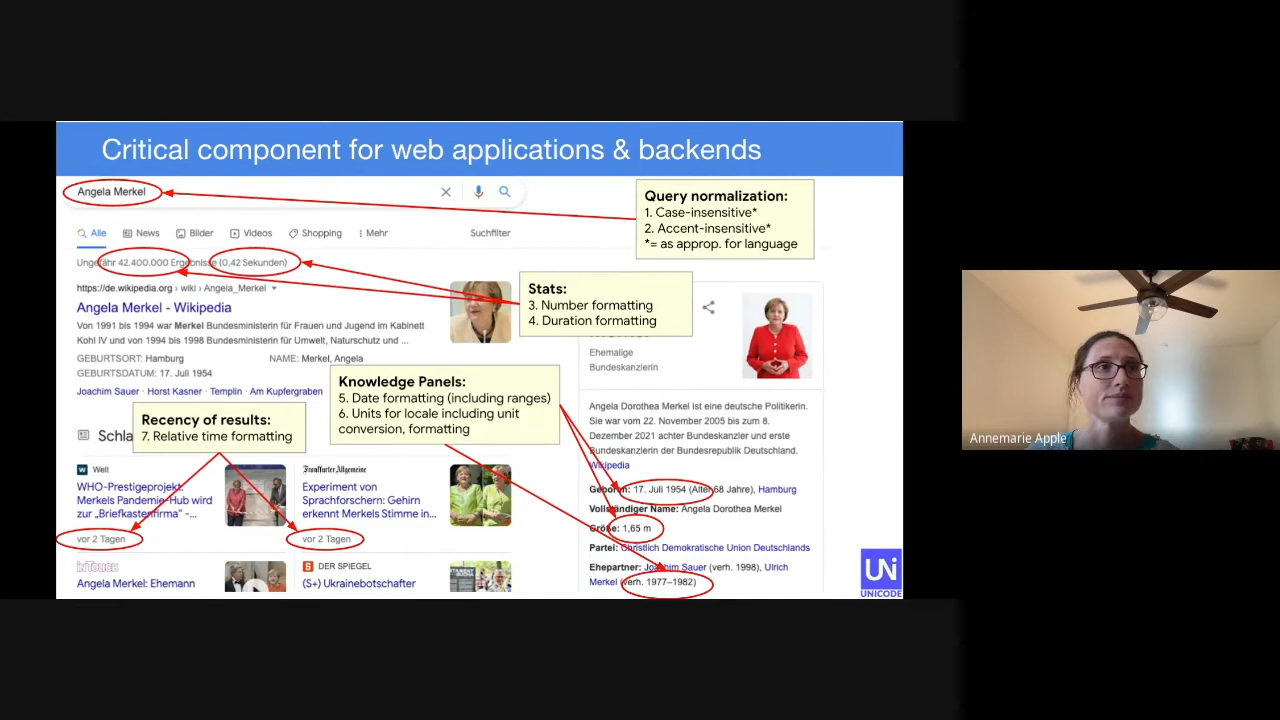 Critical component for web applications & backends
Angela Merkel
Query normalization:
1. Case-insensitive*
2. Accent-insensitive*
*= as approp. for language
Alle
News
Bilder
Videos
Shopping
Mehr
Suchfilter
Ungefähr 42.400.000 Ergebnisse (0,42 Sekunden)
Stats:
3. Number formatting
4. Duration formatting
https://de.wikipedia.org › wiki › Angela_Merkel
Angela Merkel - Wikipedia
Von 1991 bis 1994 war Merkel Bundesministerin für Frauen und Jugend im Kabinett
Kohl IV und von 1994 bis 1998 Bundesministerin für Umwelt, Naturschutz und ...
GEBURTSORT: Hamburg
NAME: Merkel, Angela
GEBURTSDATUM: 17. Juli 1954
Joachim Sauer · Horst Kasner · Templin · Am Kupfergraben
Knowledge Panels:
5. Date formatting (including ranges)
6. Units for locale including unit
conversion, formatting
Recency of results:
7. Relative time formatting
Schla
Welt
WHO-Prestigeprojekt:
Merkels Pandemie-Hub wird
zur „Briefkastenfirma" -...
vor 2 Tagen
Frankfurter Allgemeine
Experiment von
Sprachforschern: Gehirn
erkennt Merkels Stimme in...
vor 2 Tagen
InTouch
Angela Merkel: Ehemann
DER SPIEGEL
(S+) Ukrainebotschafter
Ehemalige
Bundeskanzlerin
Angela Dorothea Merkel ist eine deutsche Politikerin.
Sie war vom 22. November 2005 bis zum 8.
Dezember 2021 achter Bundeskanzler und erste
Bundeskanzlerin der Bundesrepublik Deutschland.
Wikipedia
Geboren: 17. Juli 1954 (Alter 68 Jahre), Hamburg
Vollständiger Name: Angela Dorothea Merkel
Größe: 1,65 m
Partei: Christlich Demokratische Union Deutschlands
Ehepartner: Joachim Sauer (verh. 1998), Ulrich
Merkel (verh. 1977–1982)
UNICODE
Annemarie Apple